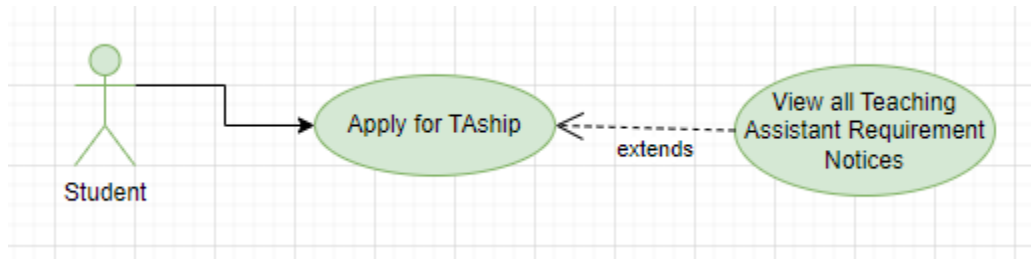 Student
Apply for TAship
extends
View all Teaching
Assistant Requirement
Notices